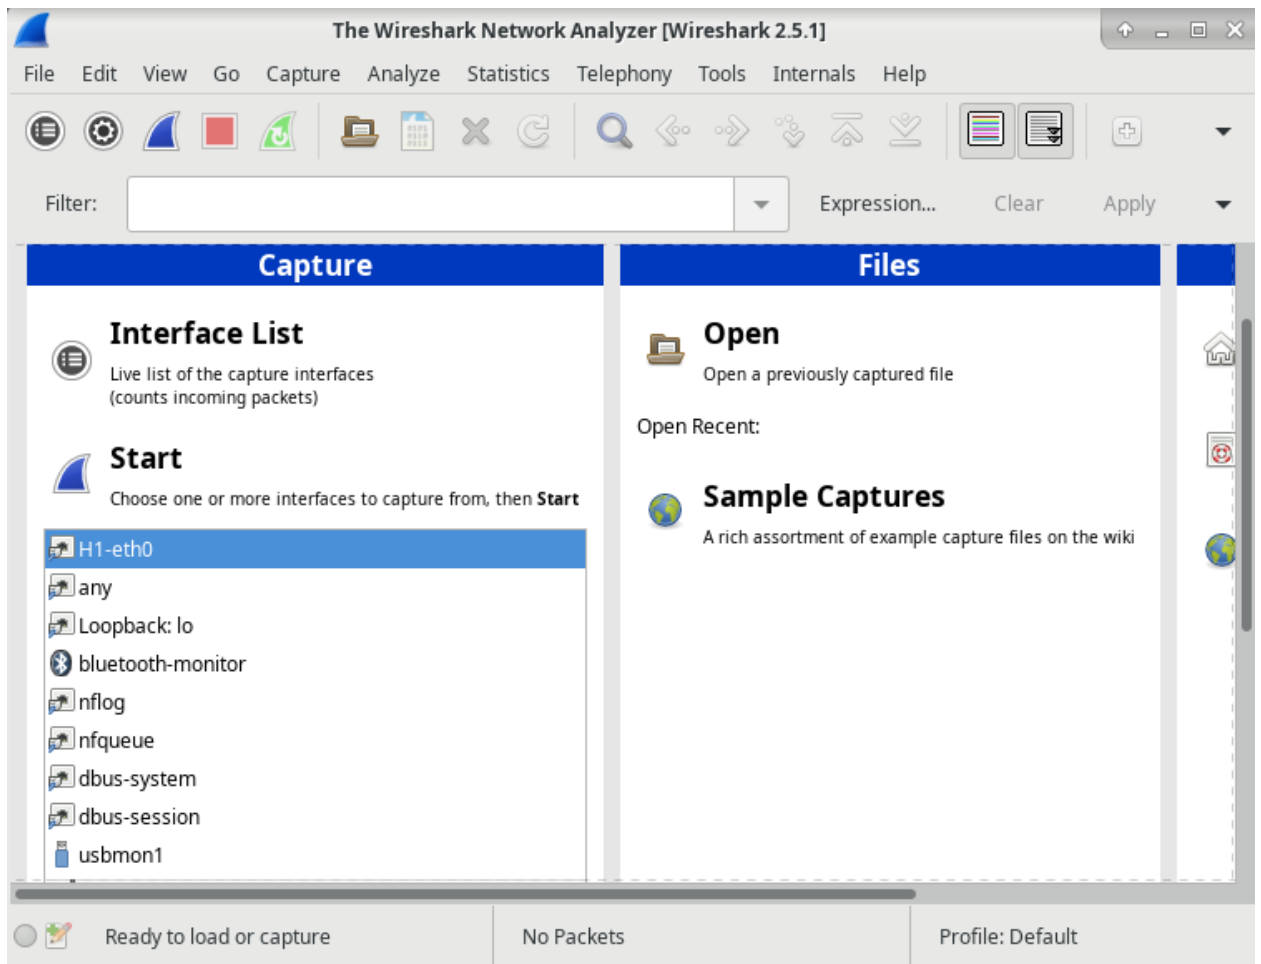 The Wireshark Network Analyzer [Wireshark 2.5.1]
File Edit View Go Capture Analyze Statistics Telephony Tools Internals Help
Filter: Expression... Clear Apply
Capture
Interface List
Live list of the capture interfaces
(counts incoming packets)
Start
Choose one or more interfaces to capture from, then Start
H1-eth0
any
Loopback: lo
bluetooth-monitor
nflog
nfqueue
dbus-system
dbus-session
usbmon1
Files
Open
Open a previously captured file
Open Recent:
Sample Captures
A rich assortment of example capture files on the wiki
Ready to load or capture No Packets Profile: Default